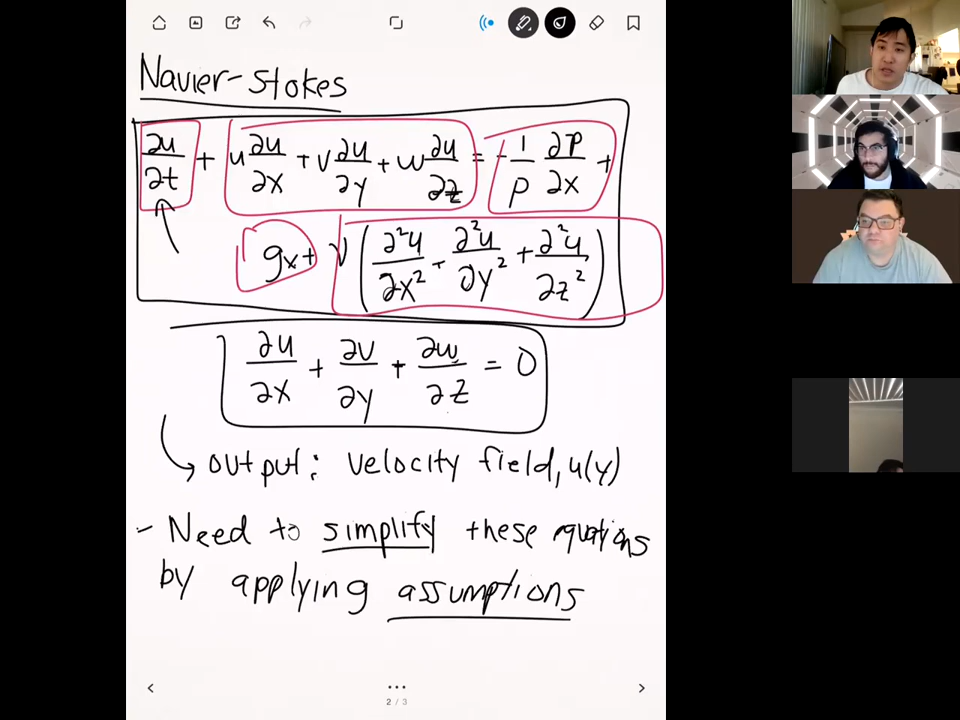 Navier-Stokes
∂u/∂t + u ∂u/∂x + v ∂u/∂y + w ∂u/∂z = - 1/ρ ∂P/∂x +
gx + ν ( ∂²u/∂x² + ∂²u/∂y² + ∂²u/∂z² )
∂u/∂x + ∂v/∂y + ∂w/∂z = 0
output: velocity field, u(y)
- Need to simplify these equations
by applying assumptions
2 / 3